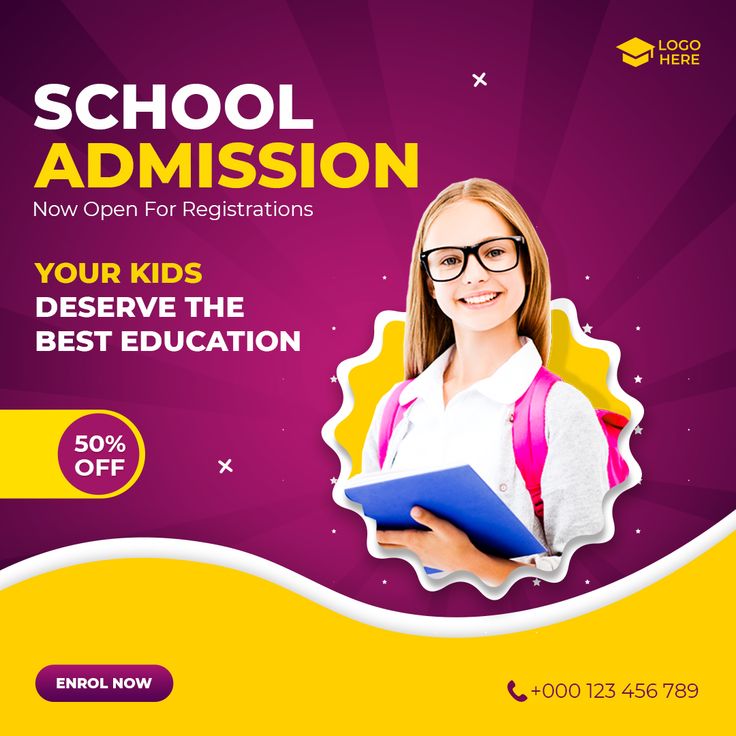 LOGO
HERE
SCHOOL
ADMISSION
Now Open For Registrations
YOUR KIDS
DESERVE THE
BEST EDUCATION
50%
OFF
ENROL NOW
+000 123 456 789